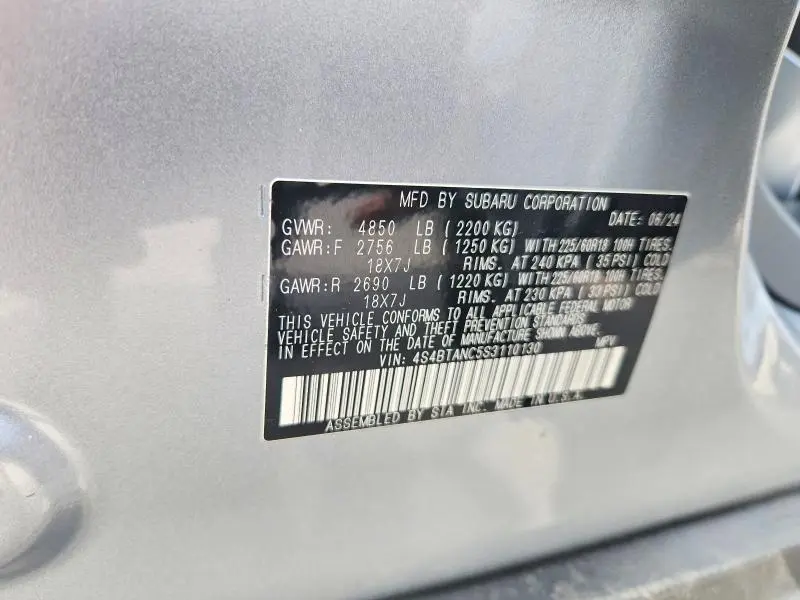 MFD BY SUBARU CORPORATION
DATE: 06/24
GVWR: 4850 LB (2200 KG)
GAWR:F 2756 LB (1250 KG) WITH 225/60R18 100H TIRES.
18X7J RIMS. AT 240 KPA (35 PSI) COLD
GAWR:R 2690 LB (1220 KG) WITH 225/60R18 100H TIRES.
18X7J RIMS. AT 230 KPA (33 PSI) COLD
THIS VEHICLE CONFORMS TO ALL APPLICABLE FEDERAL MOTOR
VEHICLE SAFETY AND THEFT PREVENTION STANDARDS
IN EFFECT ON THE DATE OF MANUFACTURE SHOWN ABOVE.
VIN: 4S4BTANC5S3110130 MPV
ASSEMBLED BY SIA INC. MADE IN U.S.A.